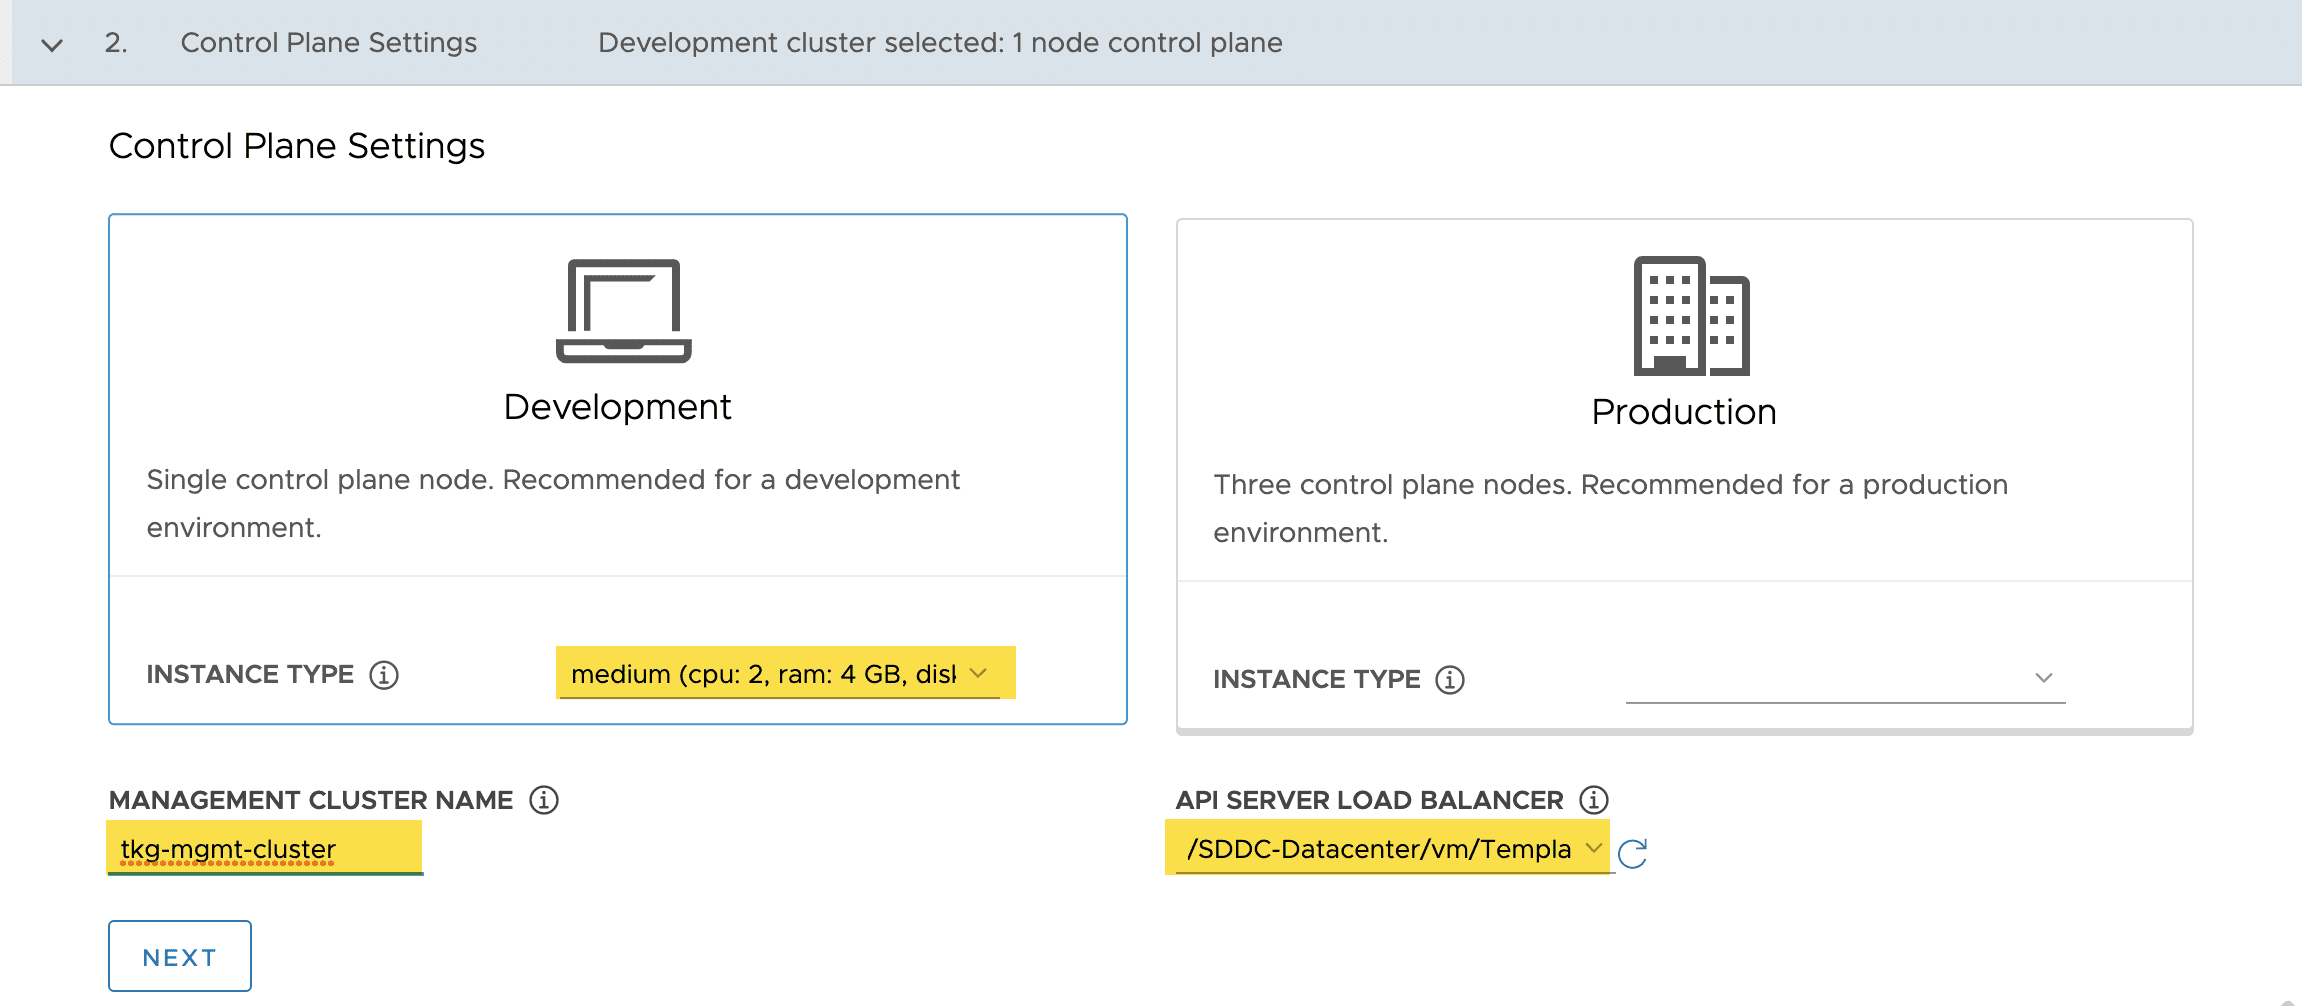 2. Control Plane Settings Development cluster selected: 1 node control plane
Control Plane Settings
Development
Single control plane node. Recommended for a development
environment.
INSTANCE TYPE
medium (cpu: 2, ram: 4 GB, disk
Production
Three control plane nodes. Recommended for a production
environment.
INSTANCE TYPE
MANAGEMENT CLUSTER NAME
tkg-mgmt-cluster
API SERVER LOAD BALANCER
/SDDC-Datacenter/vm/Templa
NEXT